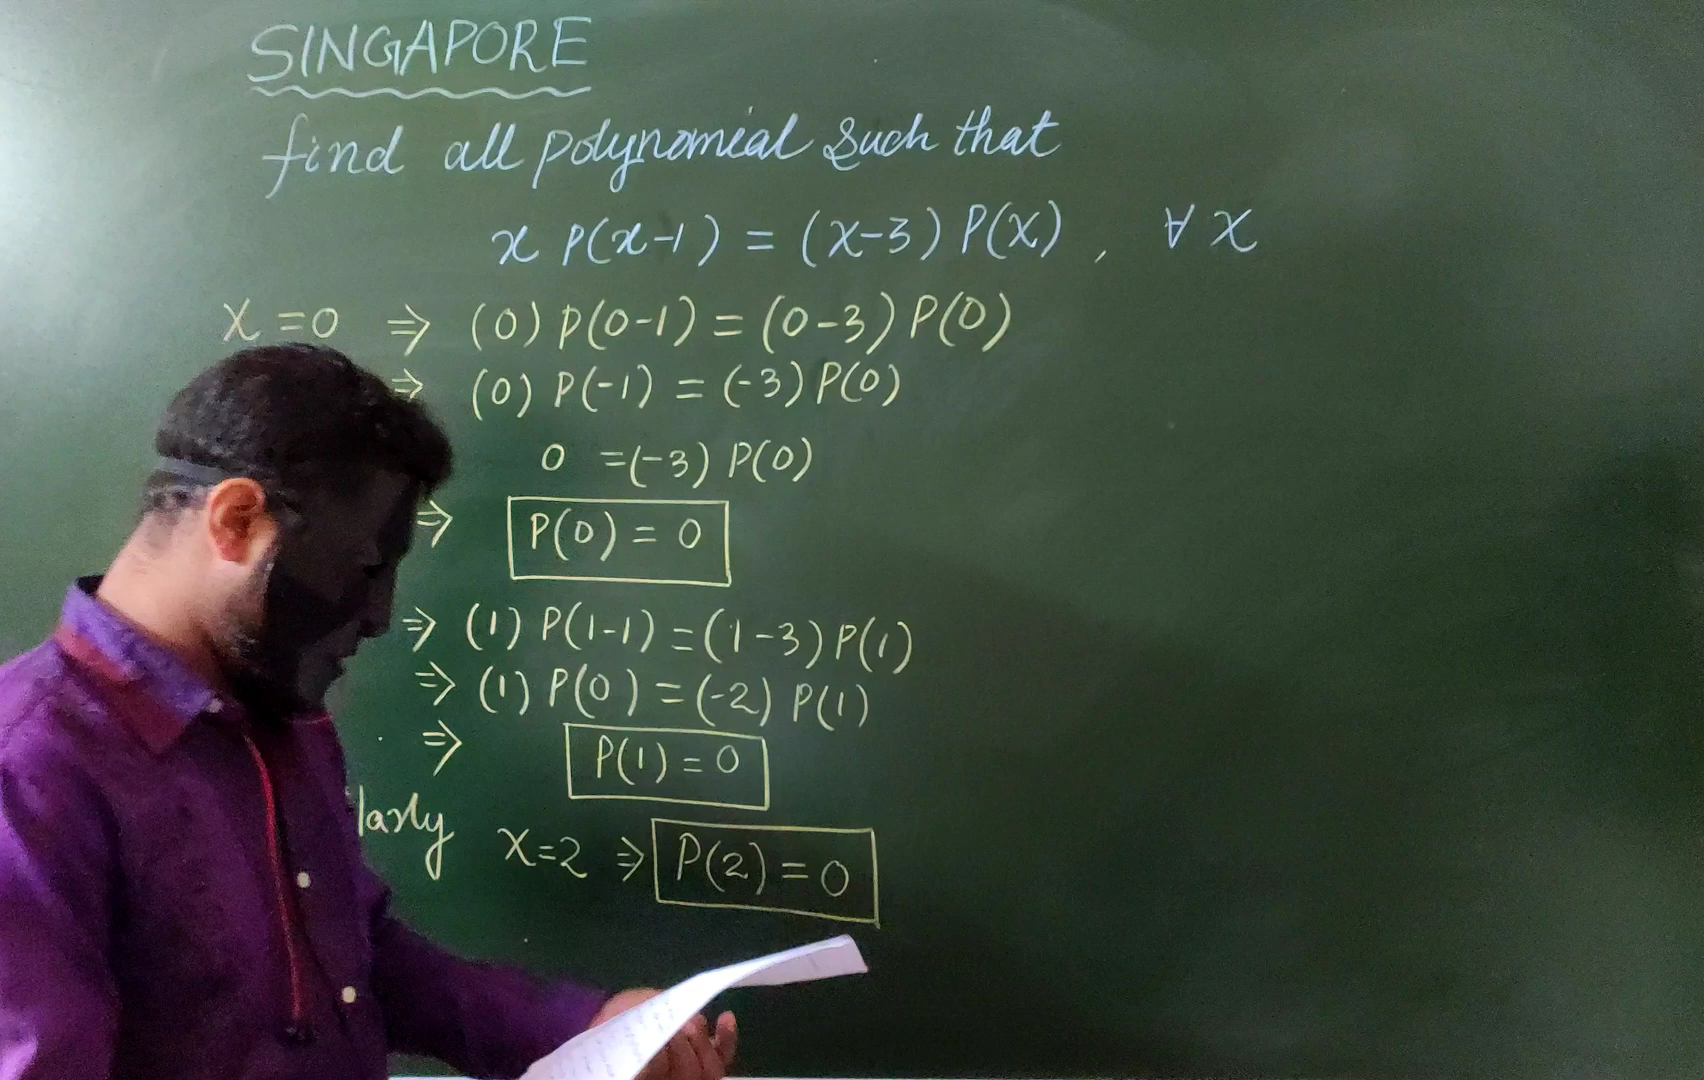 SINGAPORE
find all polynomial such that
x P(x-1) = (x-3) P(x) , ∀ x
x = 0 ⇒ (0) P(0-1) = (0-3) P(0)
⇒ (0) P(-1) = (-3) P(0)
0 = (-3) P(0)
⇒ P(0) = 0
⇒ (1) P(1-1) = (1-3) P(1)
⇒ (1) P(0) = (-2) P(1)
⇒ P(1) = 0
larly x=2 ⇒ P(2) = 0